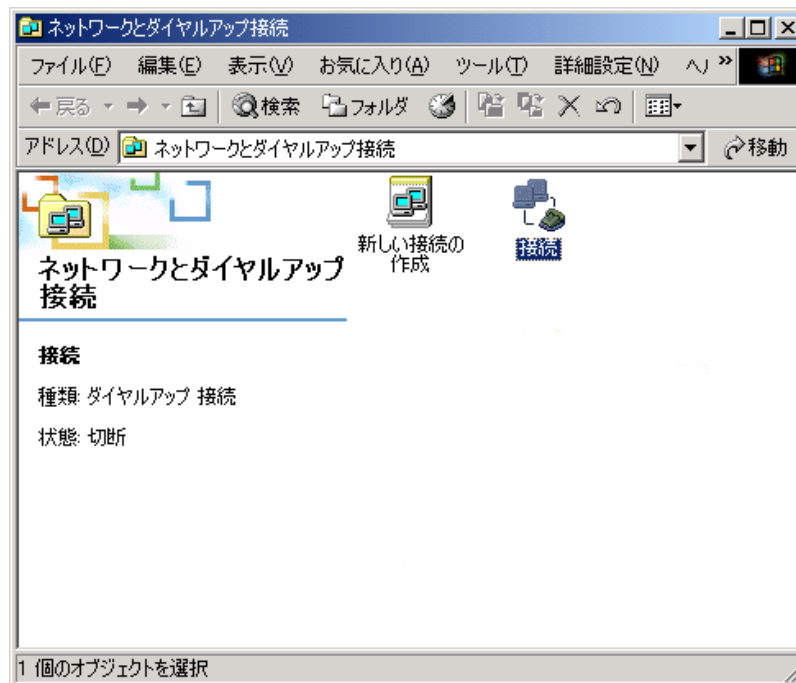 ネットワークとダイヤルアップ接続
ファイル(F) 編集(E) 表示(V) お気に入り(A) ツール(T) 詳細設定(N) ヘ »
戻る 検索 フォルダ
アドレス(D) ネットワークとダイヤルアップ接続 移動
ネットワークとダイヤルアップ
接続
接続
種類: ダイヤルアップ 接続
状態: 切断
新しい接続の
作成
接続
1 個のオブジェクトを選択